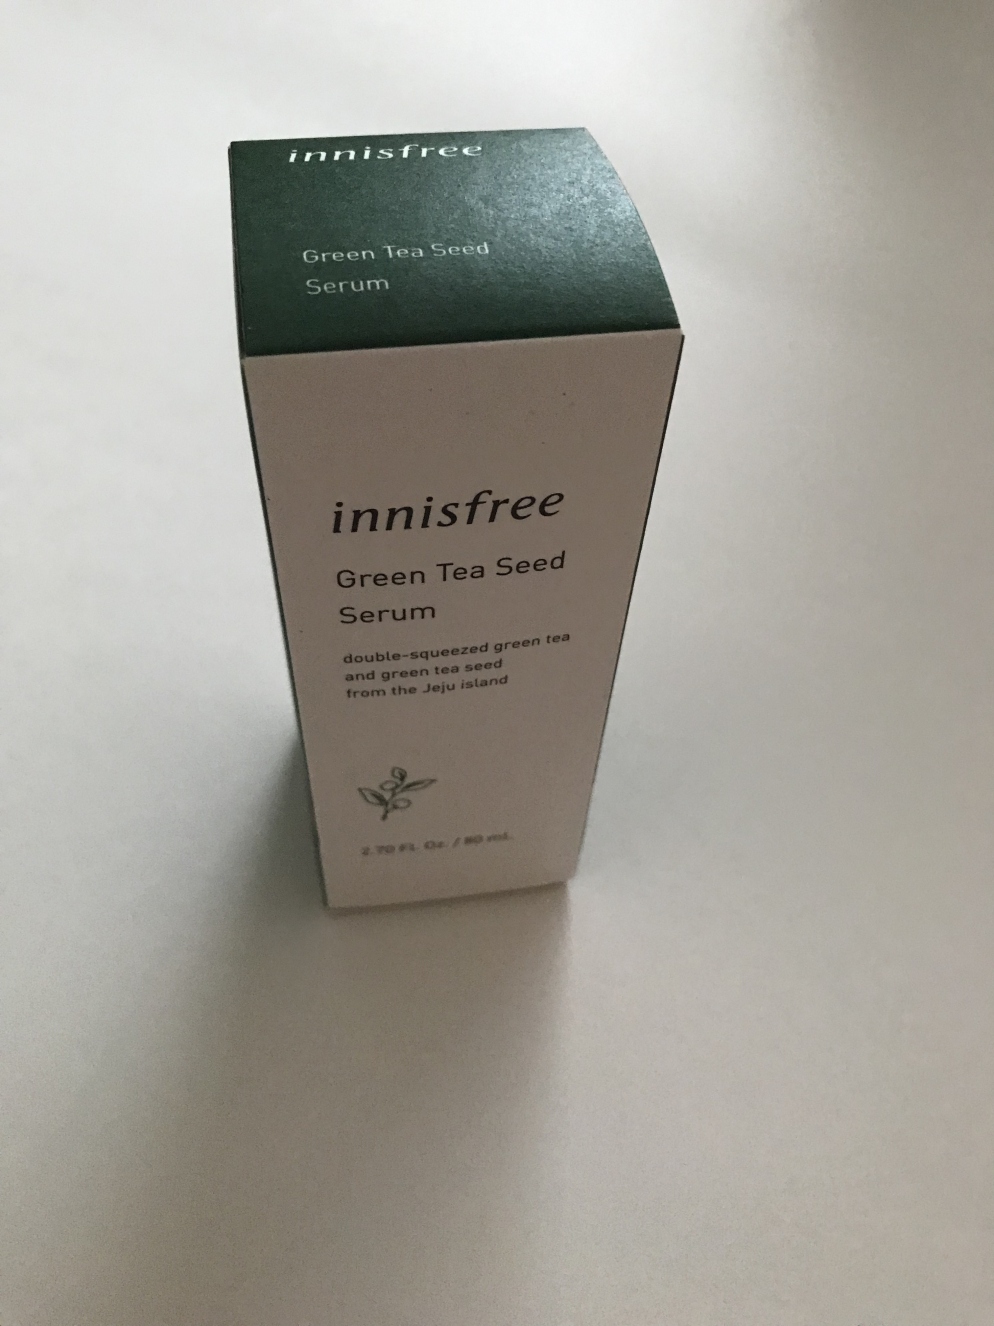 innisfree
Green Tea Seed
Serum
innisfree
Green Tea Seed
Serum
double-squeezed green tea
and green tea seed
from the Jeju island
2.70 Fl. Oz. / 80 mL